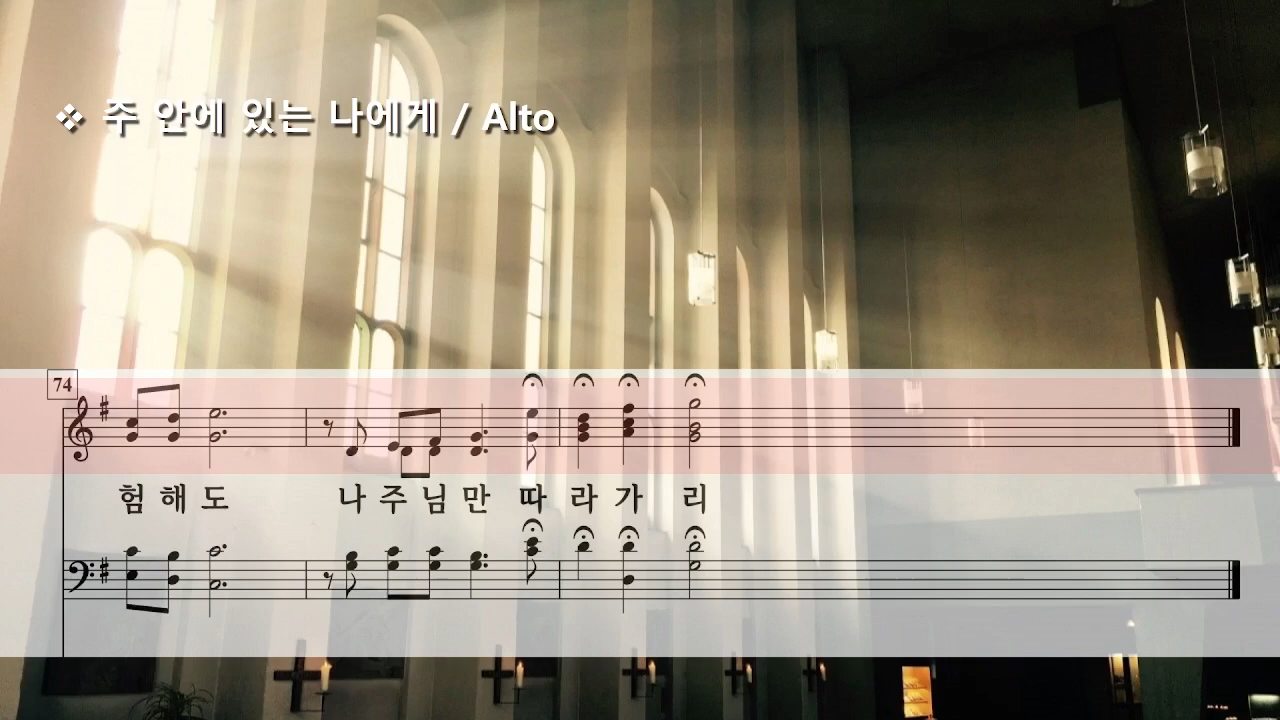 ❖ 주 안에 있는 나에게 / Alto
74
험 해 도 나 주 님 만 따 라 가 리